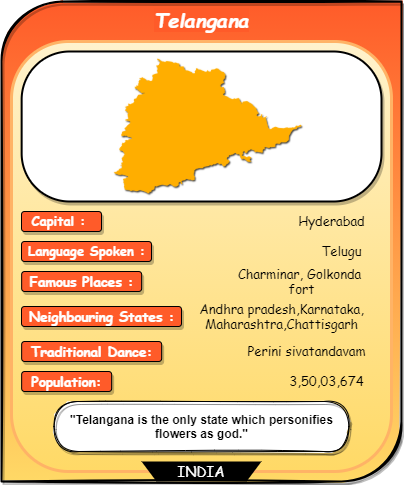 Telangana
Capital : Hyderabad
Language Spoken : Telugu
Famous Places : Charminar, Golkonda
fort
Neighbouring States : Andhra pradesh,Karnataka,
Maharashtra,Chattisgarh
Traditional Dance: Perini sivatandavam
Population: 3,50,03,674
"Telangana is the only state which personifies
flowers as god."
INDIA